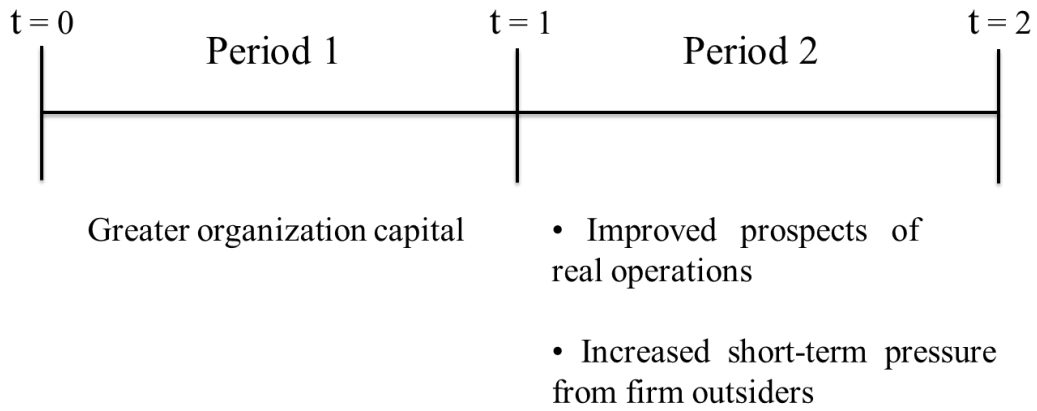 t = 0
t = 1
t = 2
Period 1
Period 2
Greater organization capital
• Improved prospects of
real operations
• Increased short-term pressure
from firm outsiders